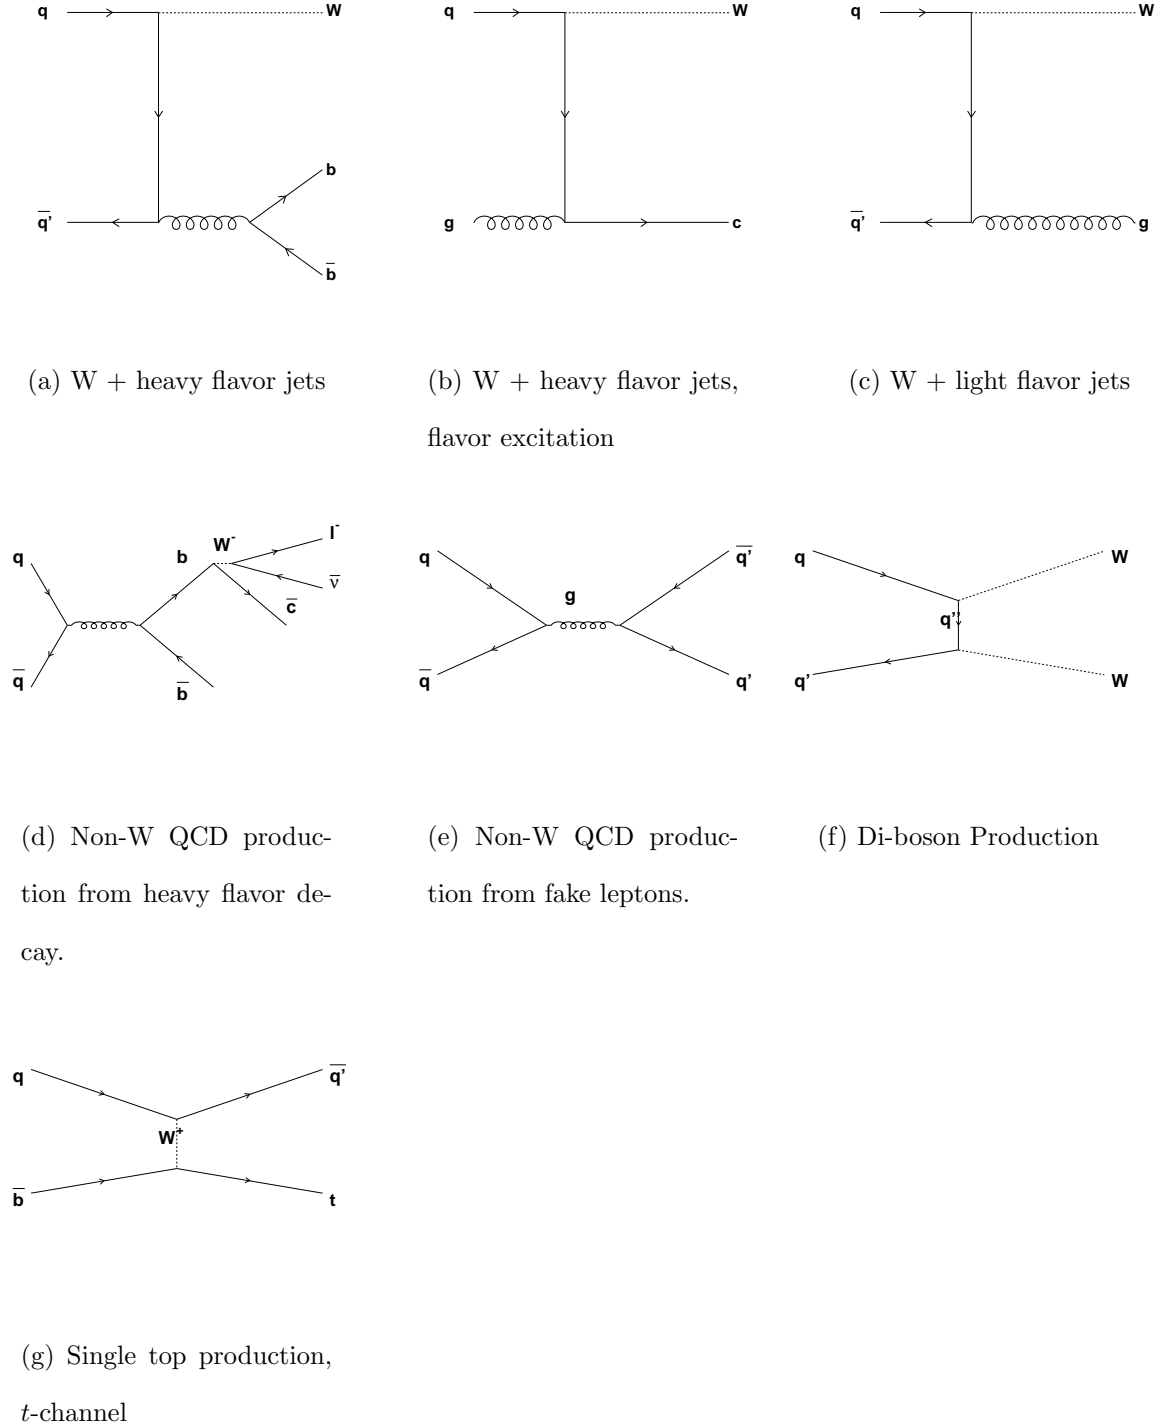 q W q W q W
b
q̅' g c q̅' g
b̅
(a) W + heavy flavor jets (b) W + heavy flavor jets, (c) W + light flavor jets
flavor excitation
l⁻
W⁻
q b ν̅ q g q̅' q W
c̅ q''
q̅ b̅ q̅ q' q' W
(d) Non-W QCD produc- (e) Non-W QCD produc- (f) Di-boson Production
tion from heavy flavor de- tion from fake leptons.
cay.
q q̅'
W⁺
b̅ t
(g) Single top production,
t-channel